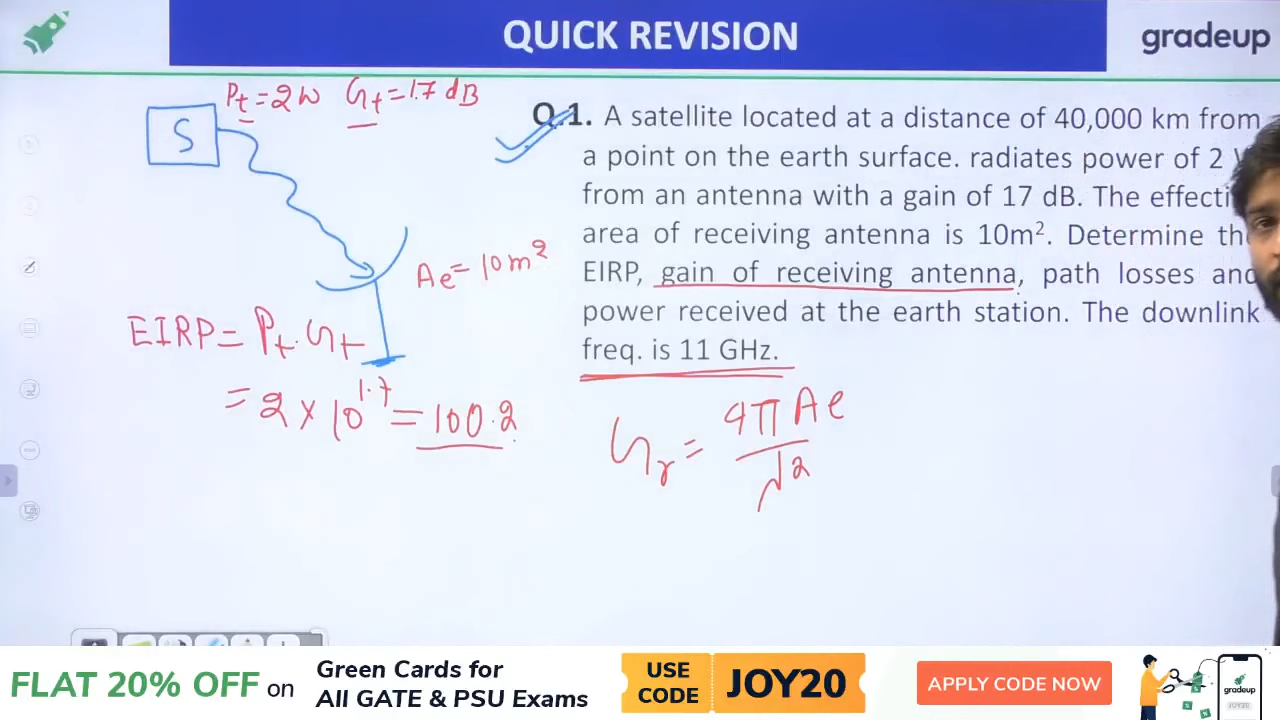 QUICK REVISION
gradeup
Pt = 2W Gt = 17 dB
S
Ae = 10m²
EIRP = Pt. Gt
= 2 × 10^1.7 = 100.2
Q.1. A satellite located at a distance of 40,000 km from
a point on the earth surface. radiates power of 2
from an antenna with a gain of 17 dB. The
area of receiving antenna is 10m². Determine
EIRP, gain of receiving antenna, path losses and
power received at the earth station. The downlink
freq. is 11 GHz.
Gr = 4π Ae
λ²
FLAT 20% OFF on
Green Cards for
All GATE & PSU Exams
USE
CODE
JOY20
APPLY CODE NOW
gradeup